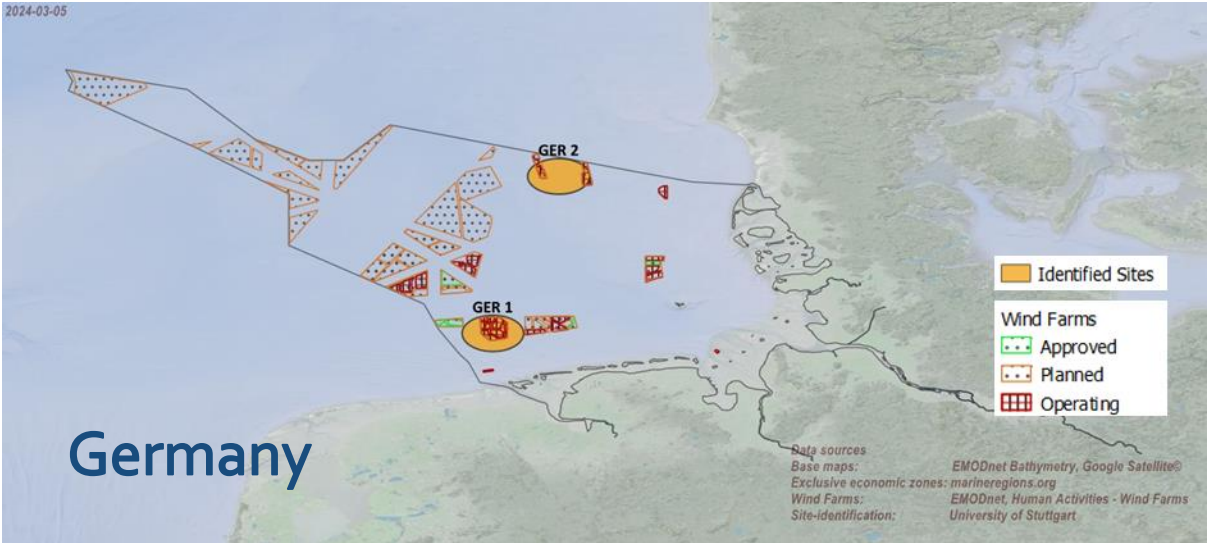 2024-03-05
GER 2
GER 1
Identified Sites
Wind Farms
Approved
Planned
Operating
Germany
Data sources
Base maps: EMODnet Bathymetry, Google Satellite©
Exclusive economic zones: marineregions.org
Wind Farms: EMODnet, Human Activities - Wind Farms
Site-identification: University of Stuttgart